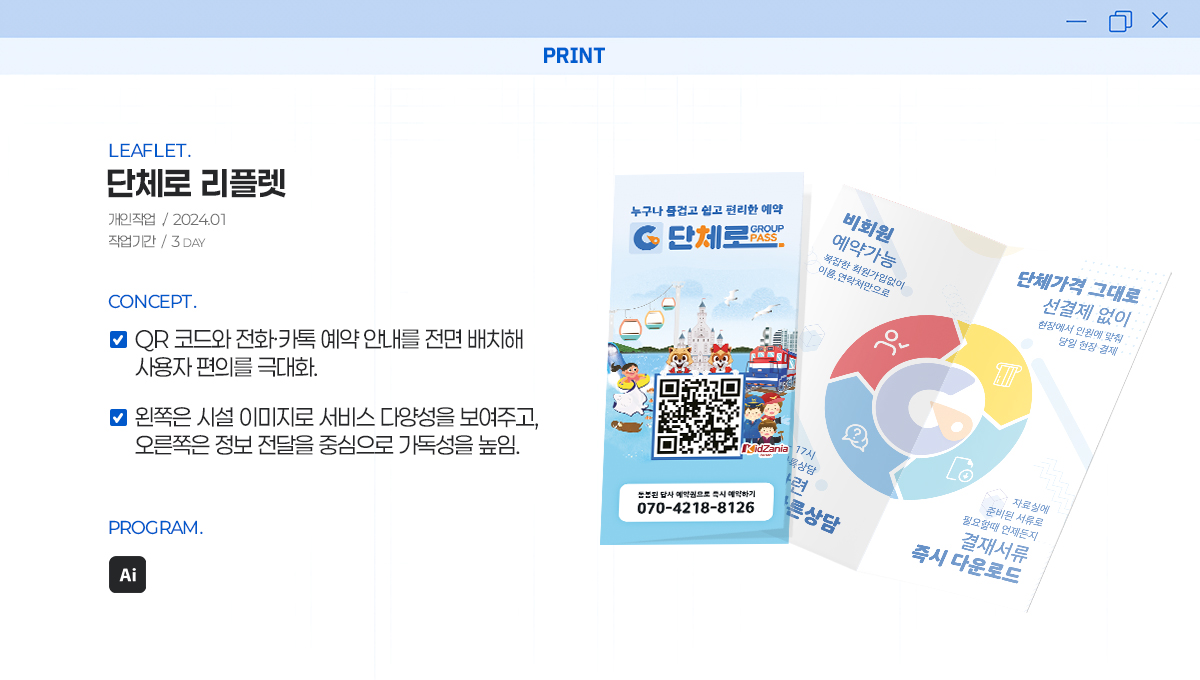 PRINT
LEAFLET.
단체로 리플렛
개인작업 / 2024.01
작업기간 / 3 DAY
CONCEPT.
QR 코드와 전화·카톡 예약 안내를 전면 배치해
사용자 편의를 극대화.
왼쪽은 시설 이미지로 서비스 다양성을 보여주고,
오른쪽은 정보 전달을 중심으로 가독성을 높임.
PROGRAM.
Ai
누구나 즐겁고 쉽고 편리한 예약
단체로 GROUP
PASS
KidZania
동봉된 답사 예약권으로 즉시 예약하기
070-4218-8126
비회원
예약가능
복잡한 회원가입없이
이름,연락처만으로
단체가격 그대로
선결제 없이
현장에서 인원에 맞춰
당일 현장 결제
17시
톡상담
른상담
자료실에
준비된 서류로
필요할때 언제든지
결재서류
즉시 다운로드